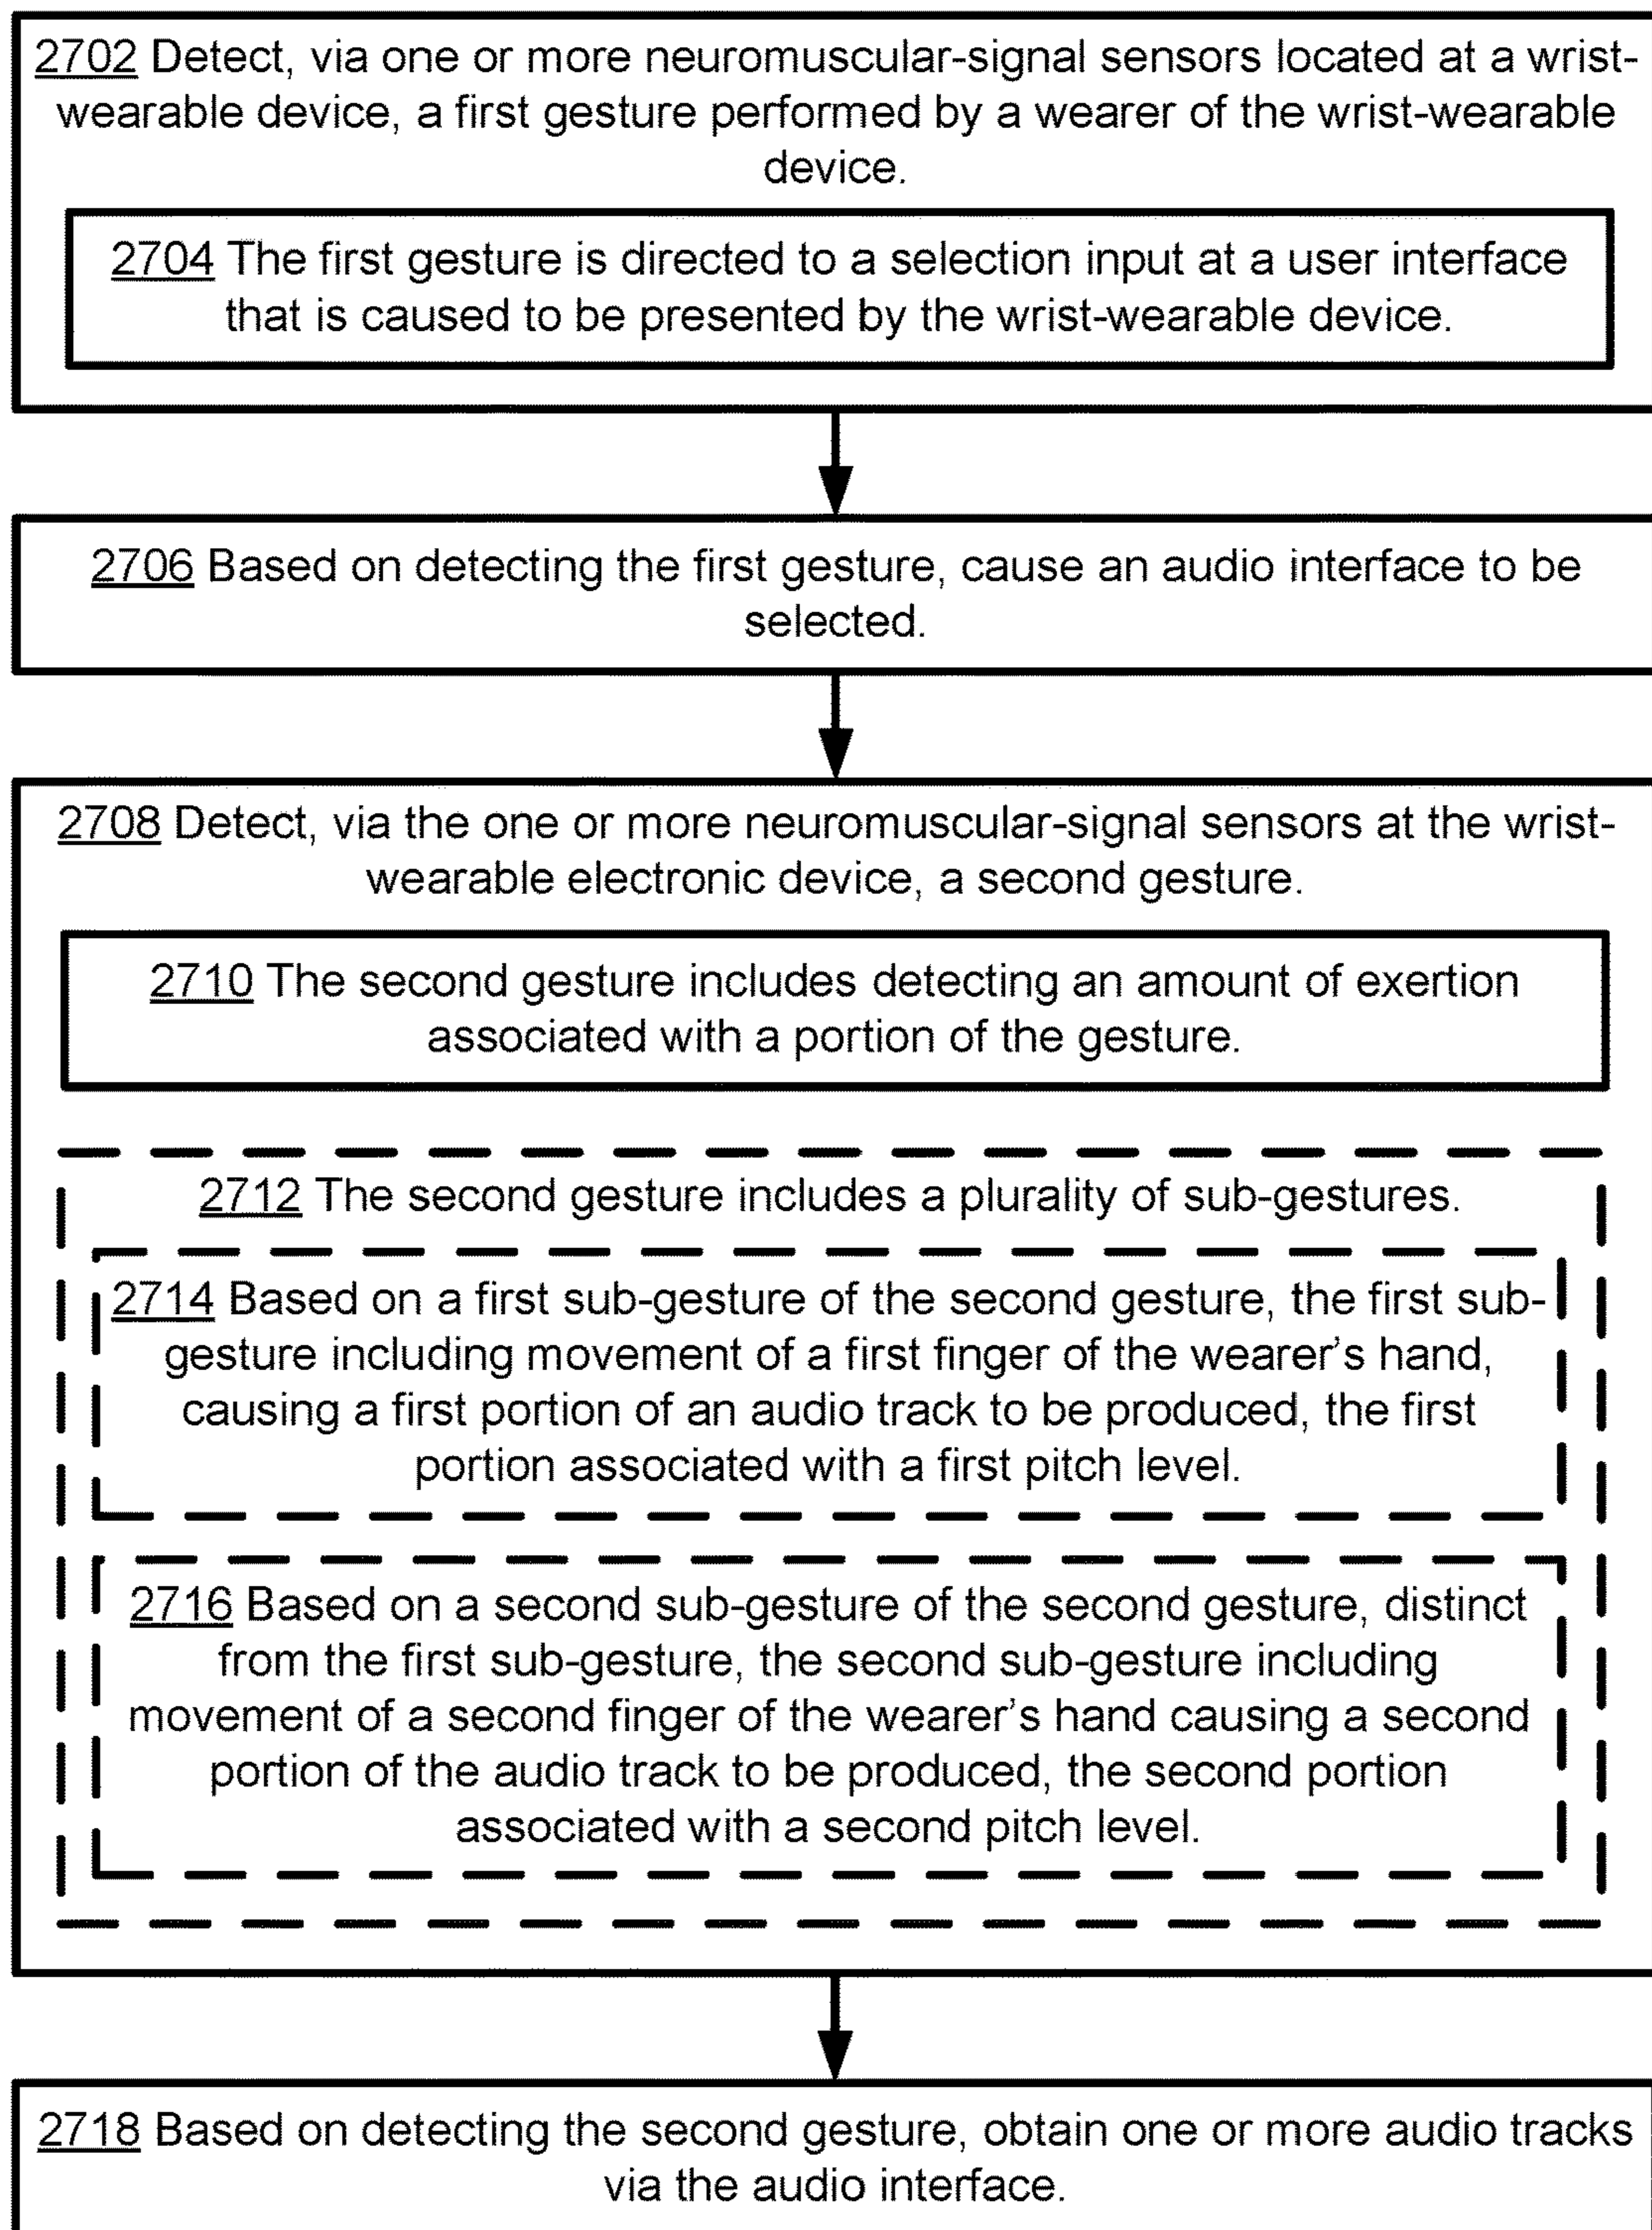 2702 Detect, via one or more neuromuscular-signal sensors located at a wrist-
wearable device, a first gesture performed by a wearer of the wrist-wearable
device.
2704 The first gesture is directed to a selection input at a user interface
that is caused to be presented by the wrist-wearable device.
2706 Based on detecting the first gesture, cause an audio interface to be
selected.
2708 Detect, via the one or more neuromuscular-signal sensors at the wrist-
wearable electronic device, a second gesture.
2710 The second gesture includes detecting an amount of exertion
associated with a portion of the gesture.
2712 The second gesture includes a plurality of sub-gestures.
2714 Based on a first sub-gesture of the second gesture, the first sub-
gesture including movement of a first finger of the wearer's hand,
causing a first portion of an audio track to be produced, the first
portion associated with a first pitch level.
2716 Based on a second sub-gesture of the second gesture, distinct
from the first sub-gesture, the second sub-gesture including
movement of a second finger of the wearer's hand causing a second
portion of the audio track to be produced, the second portion
associated with a second pitch level.
2718 Based on detecting the second gesture, obtain one or more audio tracks
via the audio interface.